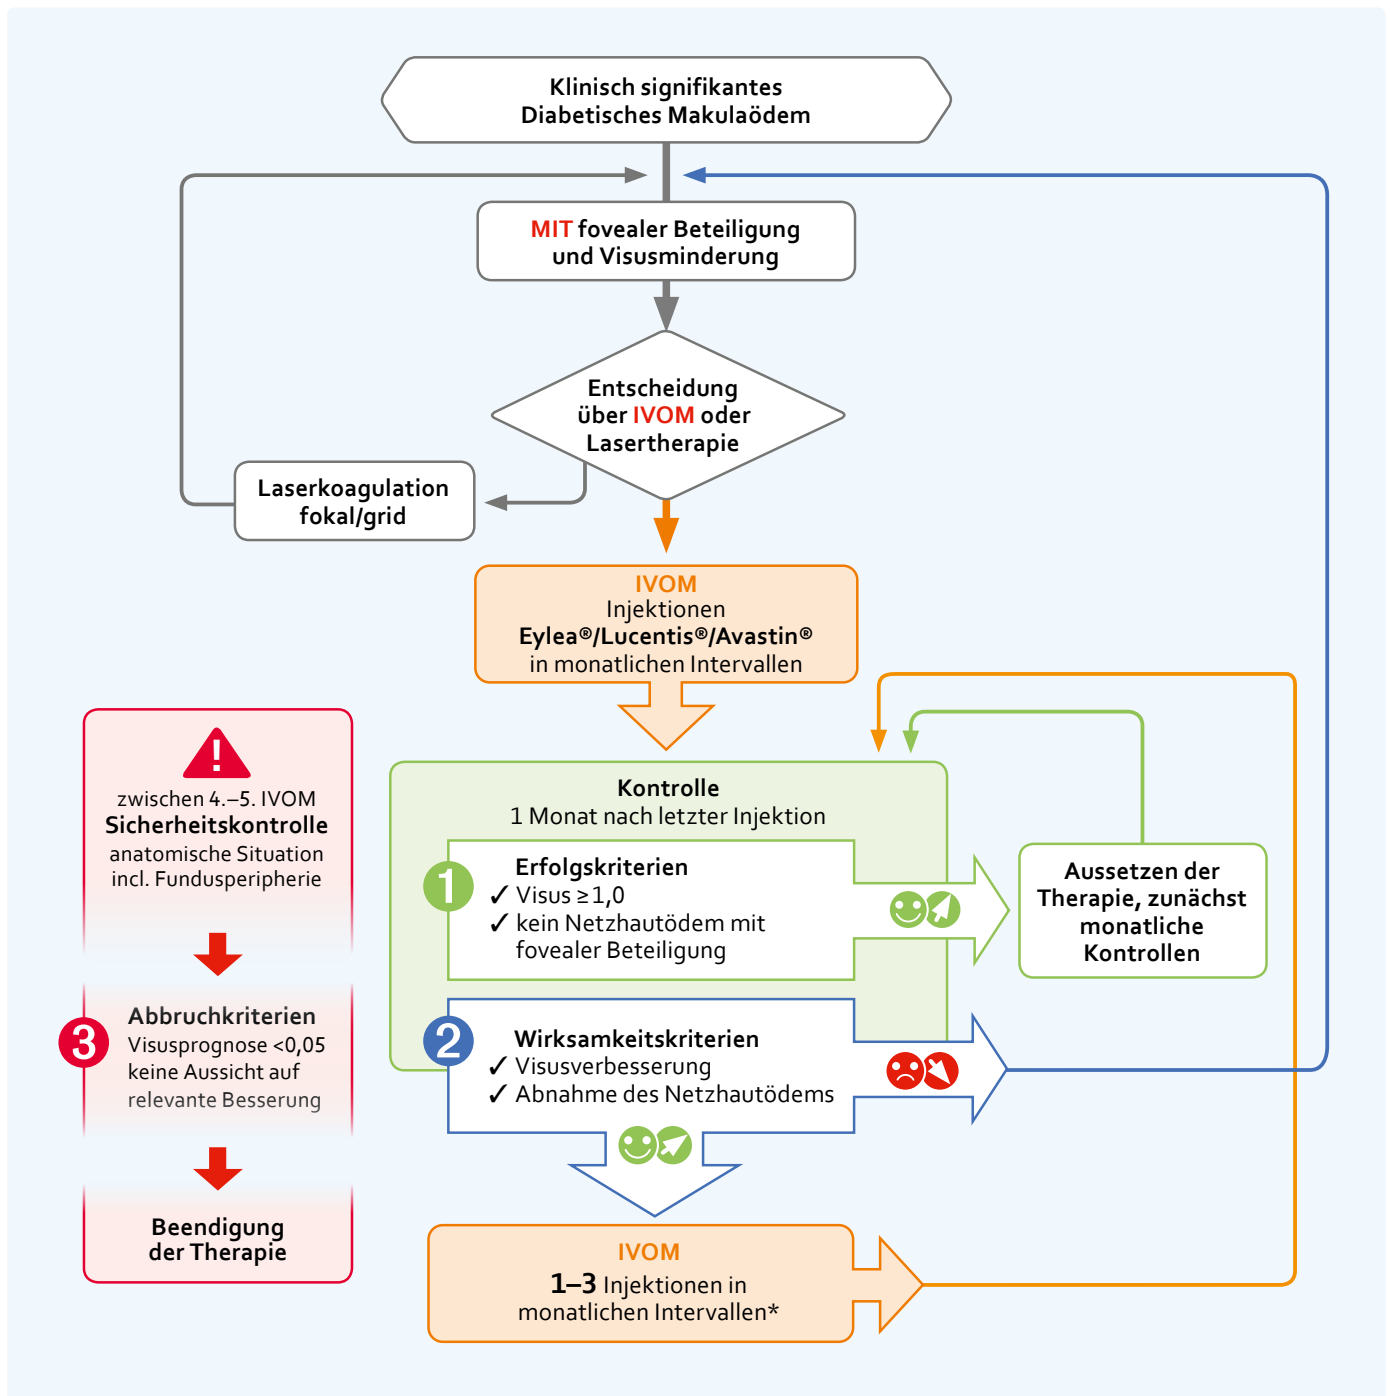 Klinisch signifikantes
Diabetisches Makulaödem
MIT fovealer Beteiligung
und Visusminderung
Entscheidung
über IVOM oder
Lasertherapie
Laserkoagulation
fokal/grid
IVOM
Injektionen
Eylea®/Lucentis®/Avastin®
in monatlichen Intervallen
!
zwischen 4.–5. IVOM
Sicherheitskontrolle
anatomische Situation
incl. Fundusperipherie
3
Abbruchkriterien
Visusprognose <0,05
keine Aussicht auf
relevante Besserung
Beendigung
der Therapie
Kontrolle
1 Monat nach letzter Injektion
1
Erfolgskriterien
✓ Visus ≥1,0
✓ kein Netzhautödem mit
fovealer Beteiligung
Aussetzen der
Therapie, zunächst
monatliche
Kontrollen
2
Wirksamkeitskriterien
✓ Visusverbesserung
✓ Abnahme des Netzhautödems
IVOM
1–3 Injektionen in
monatlichen Intervallen*